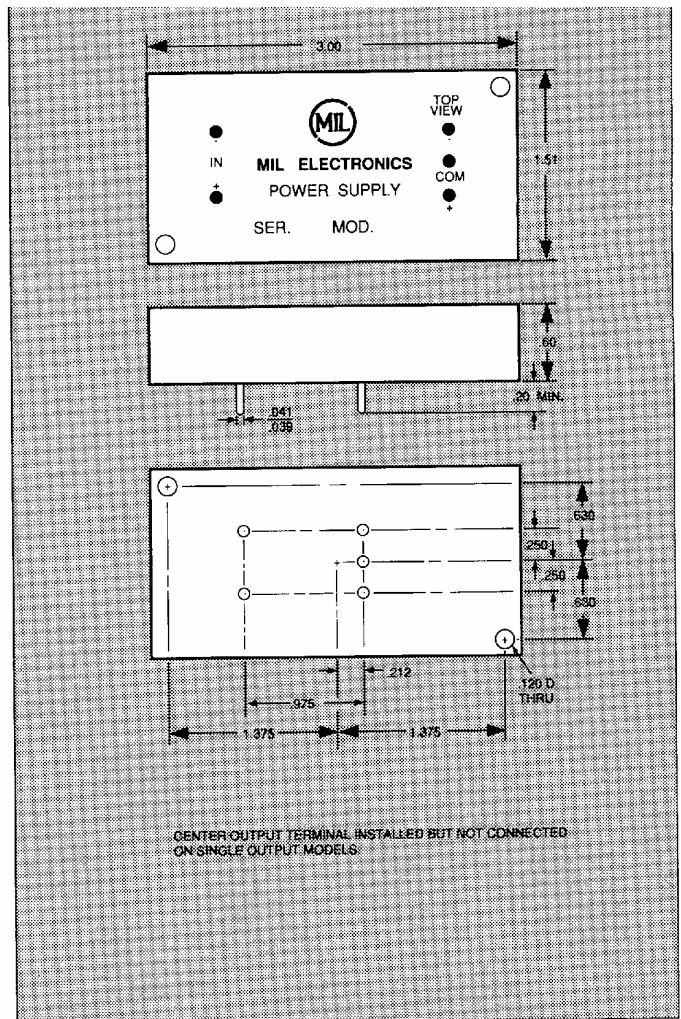 3.00
MIL
TOP
VIEW
-
-
IN
MIL ELECTRONICS
COM
1.51
+
POWER SUPPLY
+
SER. MOD.
.60
.20 MIN.
.041
.039
.630
.250
.250
.630
.212
.120 D
THRU
.975
1.375
1.375
CENTER OUTPUT TERMINAL INSTALLED BUT NOT CONNECTED
ON SINGLE OUTPUT MODELS.